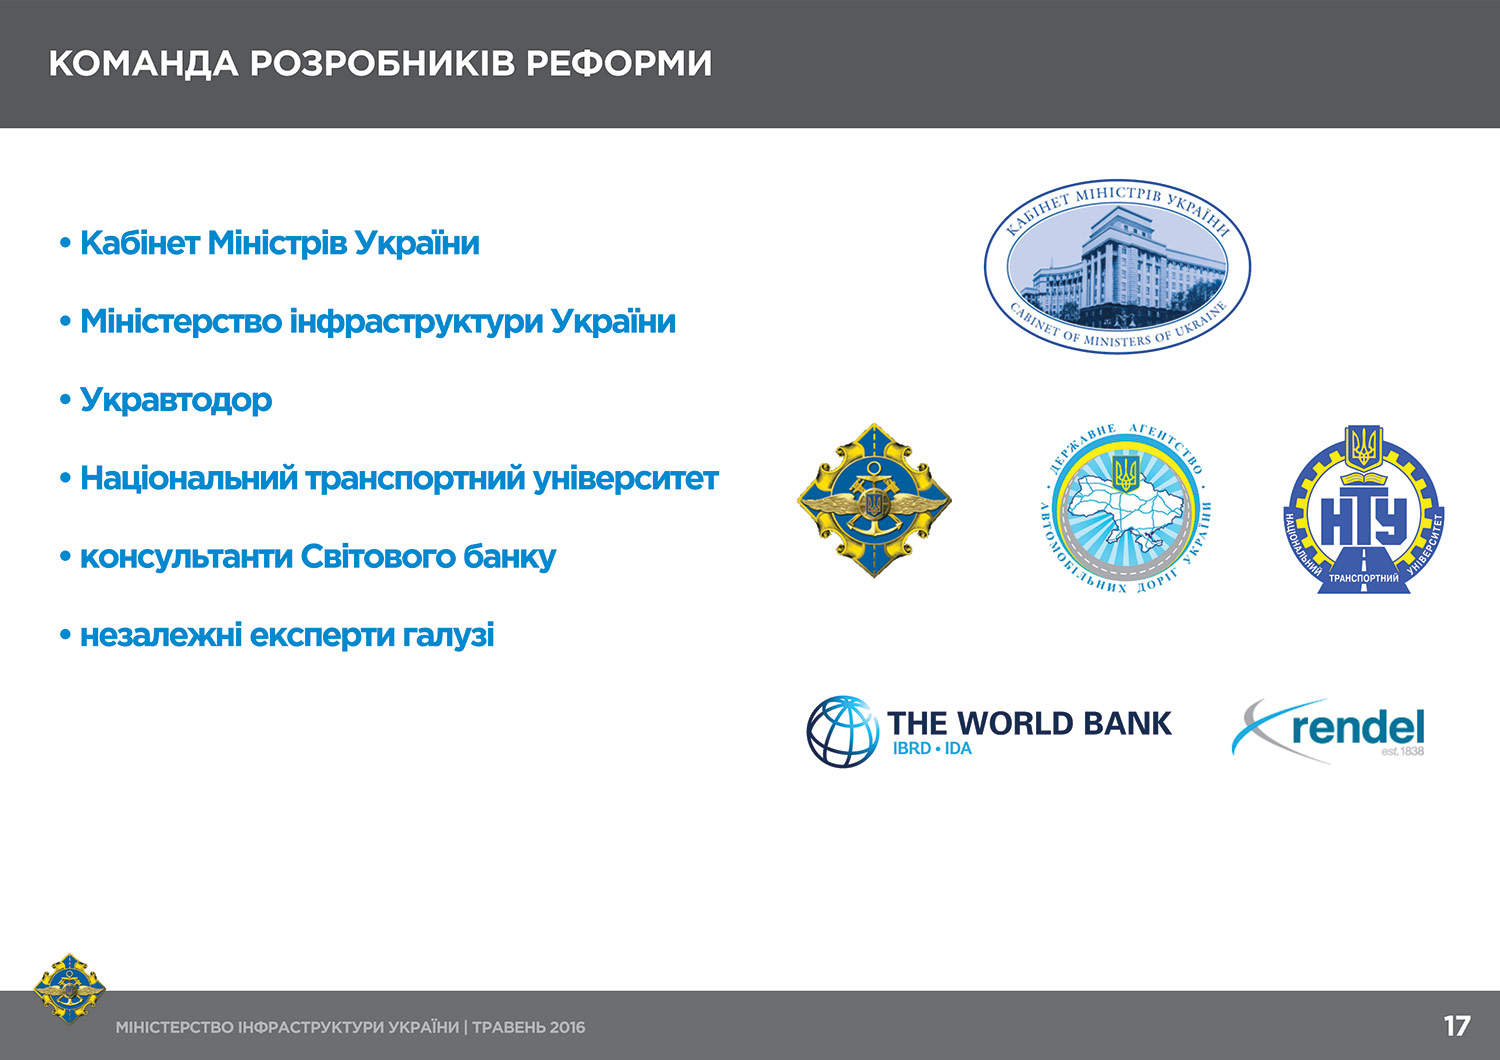 КОМАНДА РОЗРОБНИКІВ РЕФОРМИ
• Кабінет Міністрів України
• Міністерство інфраструктури України
• Укравтодор
• Національний транспортний університет
• консультанти Світового банку
• незалежні експерти галузі
КАБІНЕТ МІНІСТРІВ УКРАЇНИ
CABINET OF MINISTERS OF UKRAINE
ДЕРЖАВНЕ АГЕНТСТВО
• АВТОМОБІЛЬНИХ ДОРІГ УКРАЇНИ •
НТУ
НАЦІОНАЛЬНИЙ ТРАНСПОРТНИЙ УНІВЕРСИТЕТ
THE WORLD BANK
IBRD • IDA
rendel
est.1838
МІНІСТЕРСТВО ІНФРАСТРУКТУРИ УКРАЇНИ | ТРАВЕНЬ 2016
17